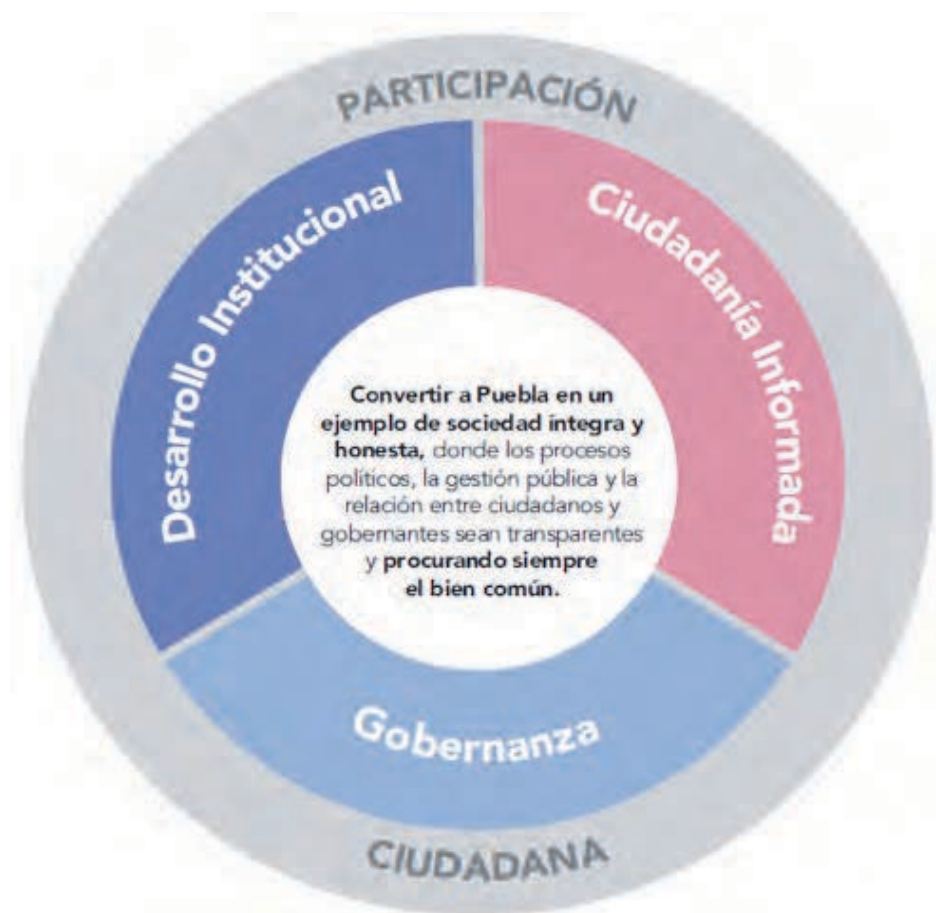 PARTICIPACIÓN
Desarrollo Institucional
Ciudadanía Informada
Convertir a Puebla en un
ejemplo de sociedad íntegra y
honesta, donde los procesos
políticos, la gestión pública y la
relación entre ciudadanos y
gobernantes sean transparentes
y procurando siempre
el bien común.
Gobernanza
CIUDADANA